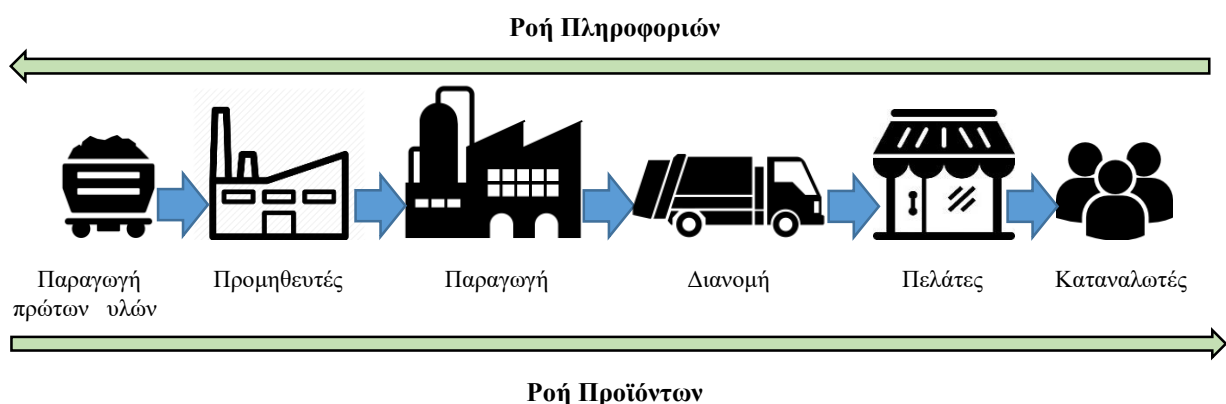 Ροή Πληροφοριών
Παραγωγή
πρώτων υλών
Προμηθευτές
Παραγωγή
Διανομή
Πελάτες
Καταναλωτές
Ροή Προϊόντων